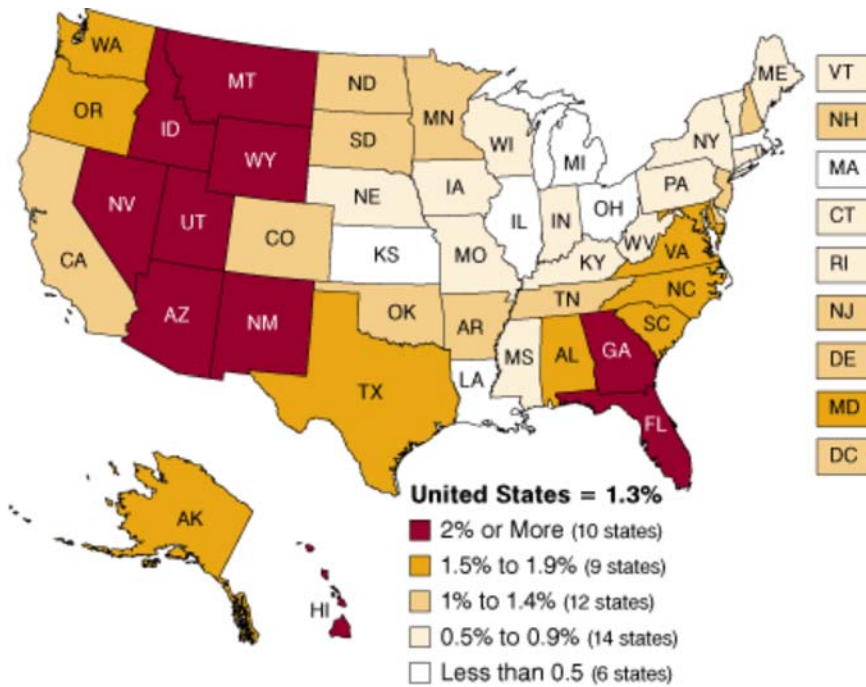 WA
MT
ND
MN
ME
VT
OR
ID
WY
SD
WI
MI
NY
NH
NV
UT
CO
NE
IA
IL
IN
OH
PA
MA
CA
KS
MO
KY
WV
VA
CT
AZ
NM
OK
AR
TN
NC
RI
TX
LA
MS
AL
GA
SC
NJ
FL
DE
MD
DC
AK
HI
United States = 1.3%
2% or More (10 states)
1.5% to 1.9% (9 states)
1% to 1.4% (12 states)
0.5% to 0.9% (14 states)
Less than 0.5 (6 states)